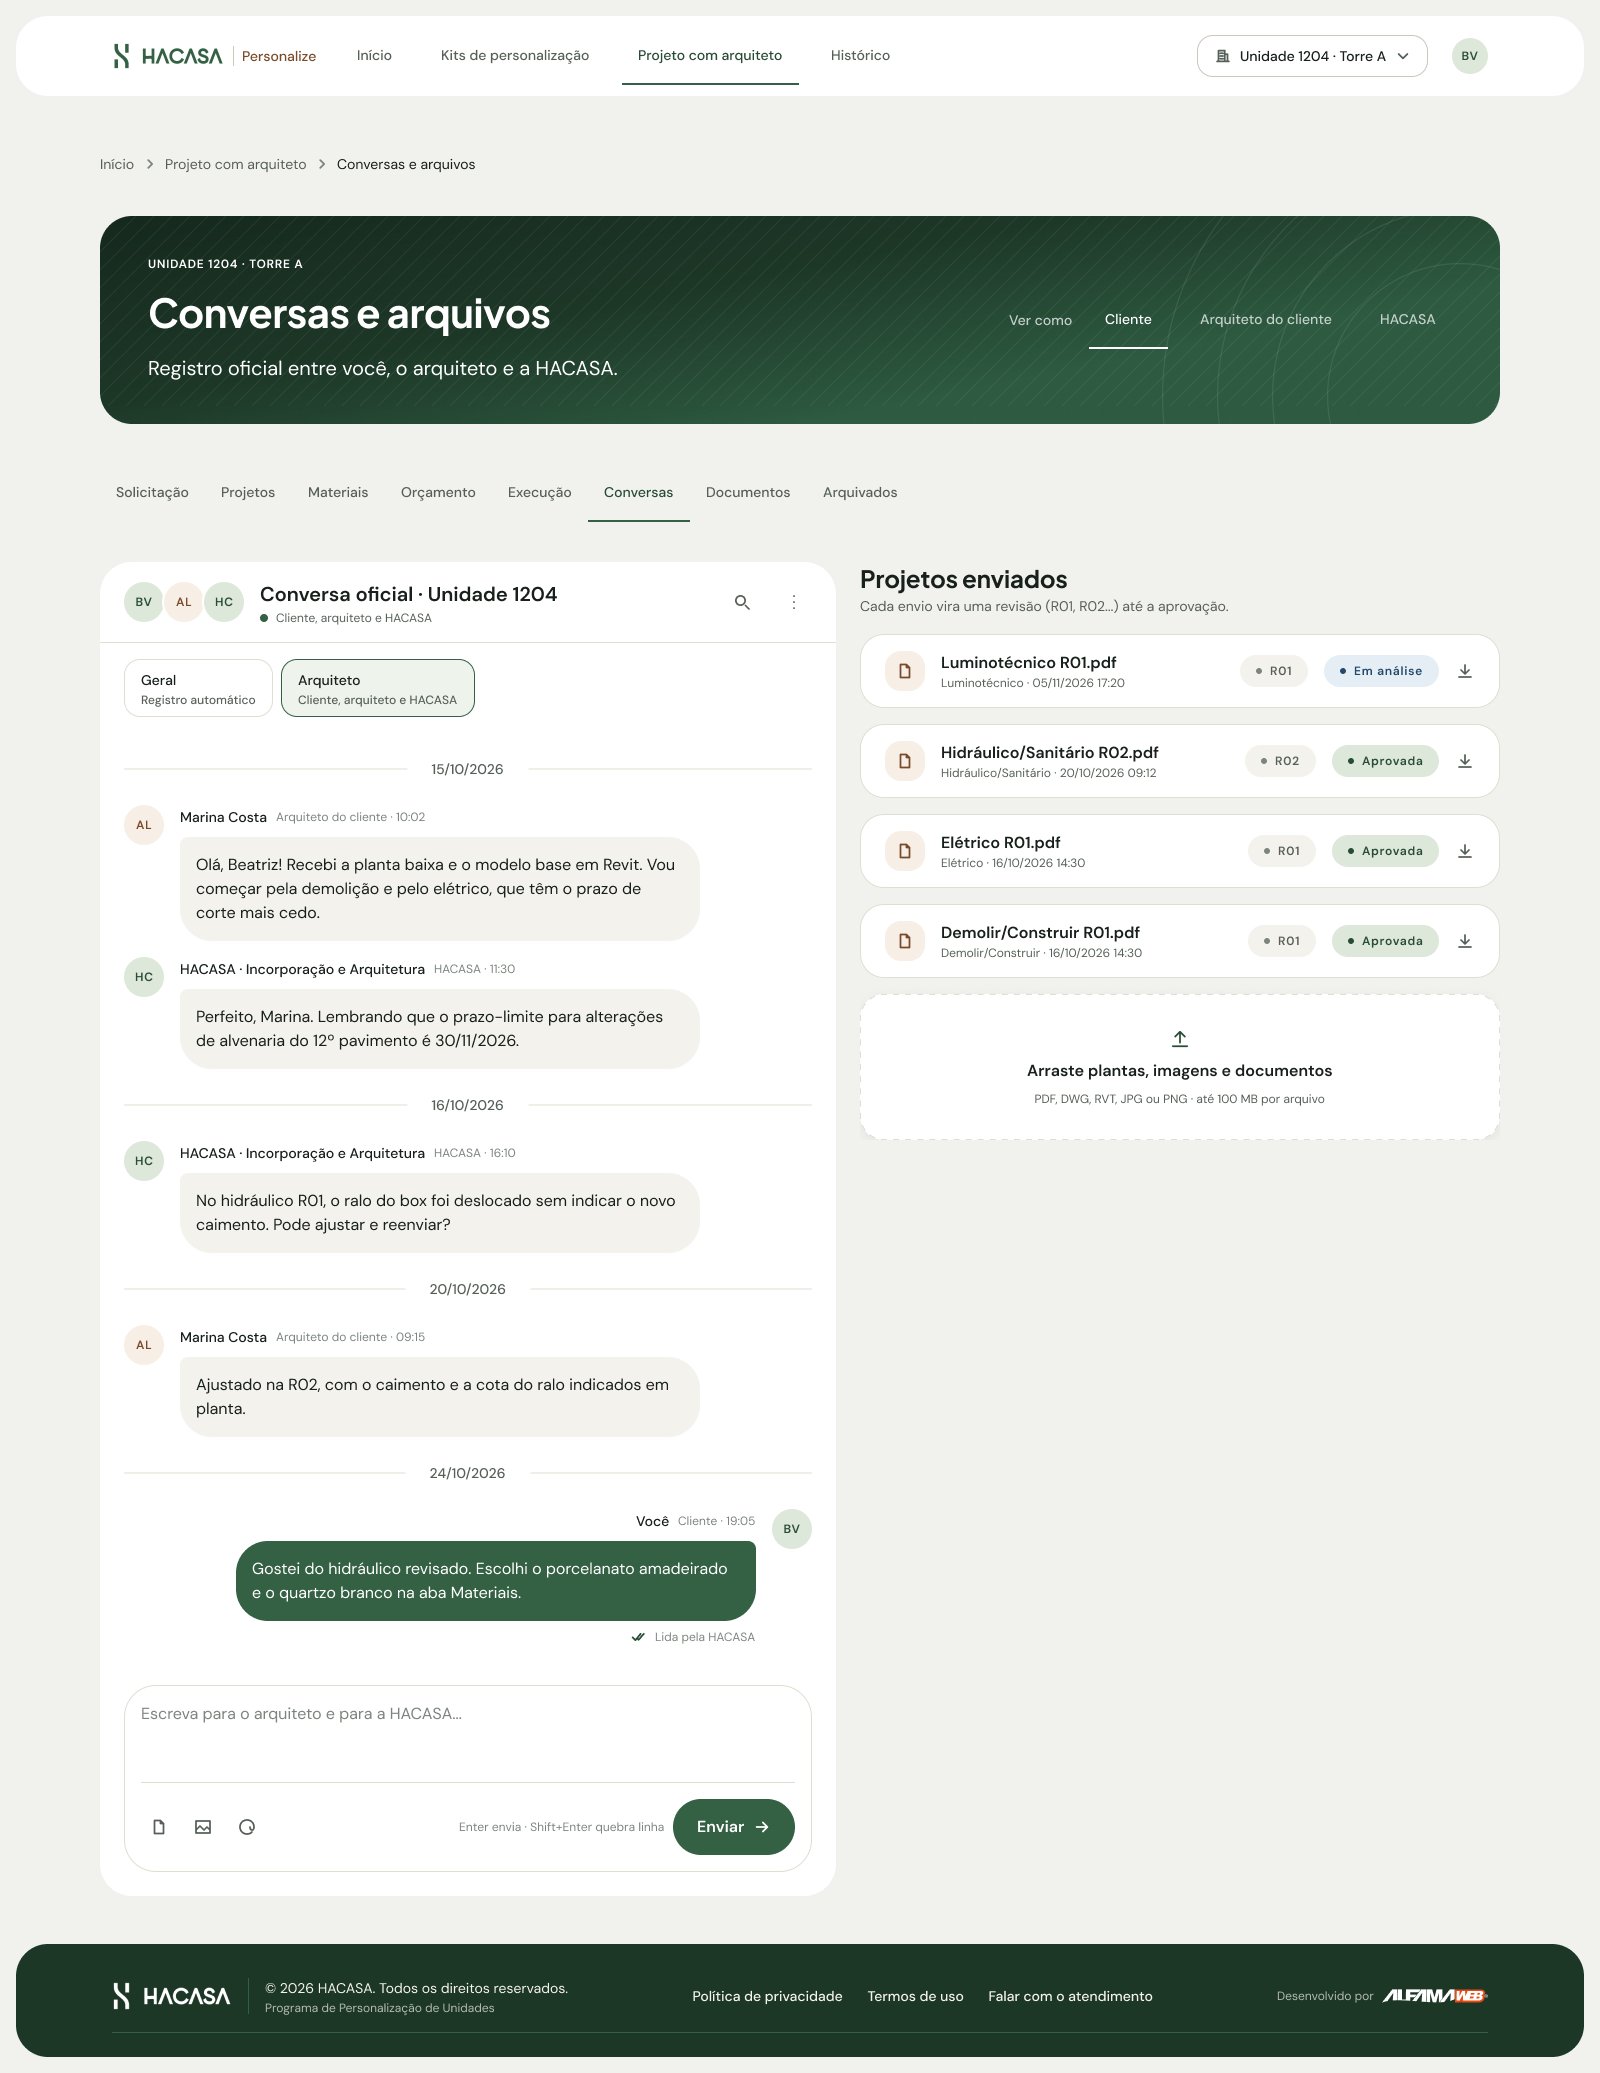 HACASA Personalize Início Kits de personalização Projeto com arquiteto Histórico Unidade 1204 · Torre A BV
Início Projeto com arquiteto Conversas e arquivos
UNIDADE 1204 · TORRE A
Conversas e arquivos
Registro oficial entre você, o arquiteto e a HACASA.
Ver como Cliente Arquiteto do cliente HACASA
Solicitação Projetos Materiais Orçamento Execução Conversas Documentos Arquivados
BV AL HC Conversa oficial · Unidade 1204
Cliente, arquiteto e HACASA
Geral
Registro automático
Arquiteto
Cliente, arquiteto e HACASA
15/10/2026
AL Marina Costa Arquiteto do cliente · 10:02
Olá, Beatriz! Recebi a planta baixa e o modelo base em Revit. Vou
começar pela demolição e pelo elétrico, que têm o prazo de
corte mais cedo.
HC HACASA · Incorporação e Arquitetura HACASA · 11:30
Perfeito, Marina. Lembrando que o prazo-limite para alterações
de alvenaria do 12º pavimento é 30/11/2026.
16/10/2026
HC HACASA · Incorporação e Arquitetura HACASA · 16:10
No hidráulico R01, o ralo do box foi deslocado sem indicar o novo
caimento. Pode ajustar e reenviar?
20/10/2026
AL Marina Costa Arquiteto do cliente · 09:15
Ajustado na R02, com o caimento e a cota do ralo indicados em
planta.
24/10/2026
Você Cliente · 19:05 BV
Gostei do hidráulico revisado. Escolhi o porcelanato amadeirado
e o quartzo branco na aba Materiais.
Lida pela HACASA
Escreva para o arquiteto e para a HACASA...
Enter envia · Shift+Enter quebra linha Enviar
Projetos enviados
Cada envio vira uma revisão (R01, R02...) até a aprovação.
Luminotécnico R01.pdf
Luminotécnico · 05/11/2026 17:20
R01 Em análise
Hidráulico/Sanitário R02.pdf
Hidráulico/Sanitário · 20/10/2026 09:12
R02 Aprovada
Elétrico R01.pdf
Elétrico · 16/10/2026 14:30
R01 Aprovada
Demolir/Construir R01.pdf
Demolir/Construir · 16/10/2026 14:30
R01 Aprovada
Arraste plantas, imagens e documentos
PDF, DWG, RVT, JPG ou PNG · até 100 MB por arquivo
HACASA
© 2026 HACASA. Todos os direitos reservados.
Programa de Personalização de Unidades
Política de privacidade Termos de uso Falar com o atendimento
Desenvolvido por ALFAMAWEB